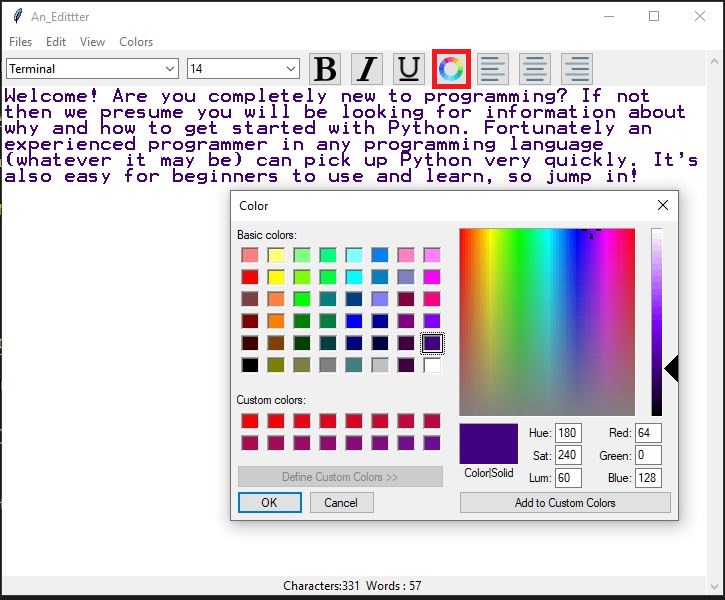 An_Edittter
Files Edit View Colors
Terminal 14 B I U
Welcome! Are you completely new to programming? If not
then we presume you will be looking for information about
why and how to get started with Python. Fortunately an
experienced programmer in any programming language
(whatever it may be) can pick up Python very quickly. It's
also easy for beginners to use and learn, so jump in!
Color
Basic colors:
Custom colors:
Define Custom Colors >>
OK Cancel
Color|Solid
Hue: 180 Red: 64
Sat: 240 Green: 0
Lum: 60 Blue: 128
Add to Custom Colors
Characters:331 Words : 57